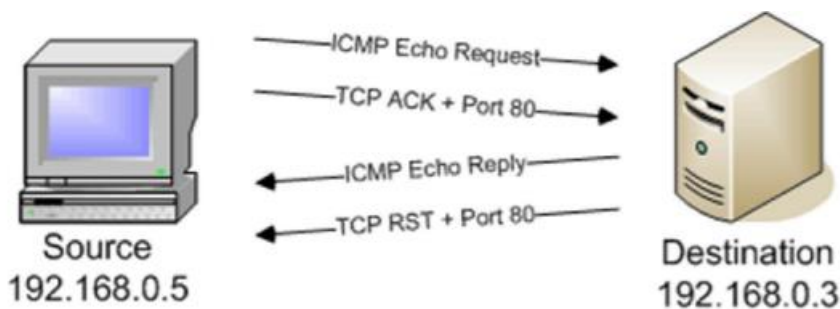 ICMP Echo Request
TCP ACK + Port 80
ICMP Echo Reply
TCP RST + Port 80
Source
192.168.0.5
Destination
192.168.0.3